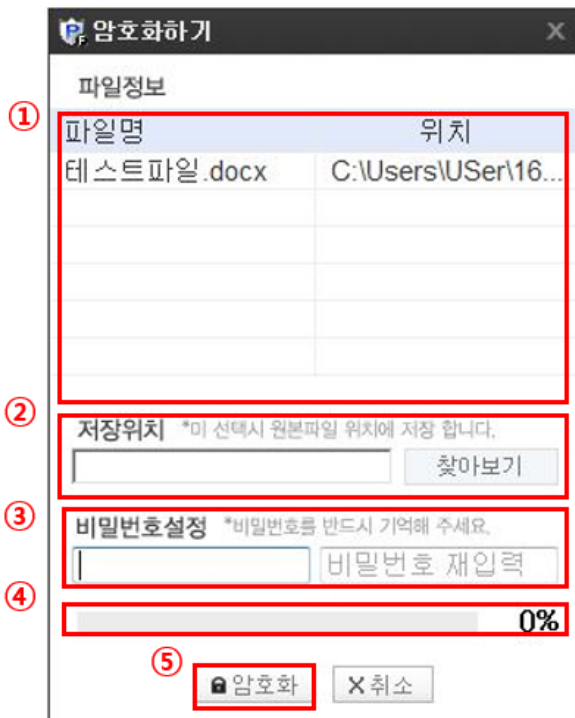 암호화하기 X
파일정보
①
파일명 위치
테스트파일.docx C:\Users\USer\16...
②
저장위치 *미 선택시 원본파일 위치에 저장 합니다.
찾아보기
③
비밀번호설정 *비밀번호를 반드시 기억해 주세요.
비밀번호 재입력
④
0%
⑤
암호화 X취소